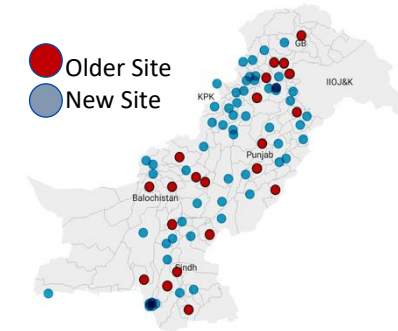 GB
Older Site
IIOJ&K
New Site
KPK
Punjab
Balochistan
Sindh